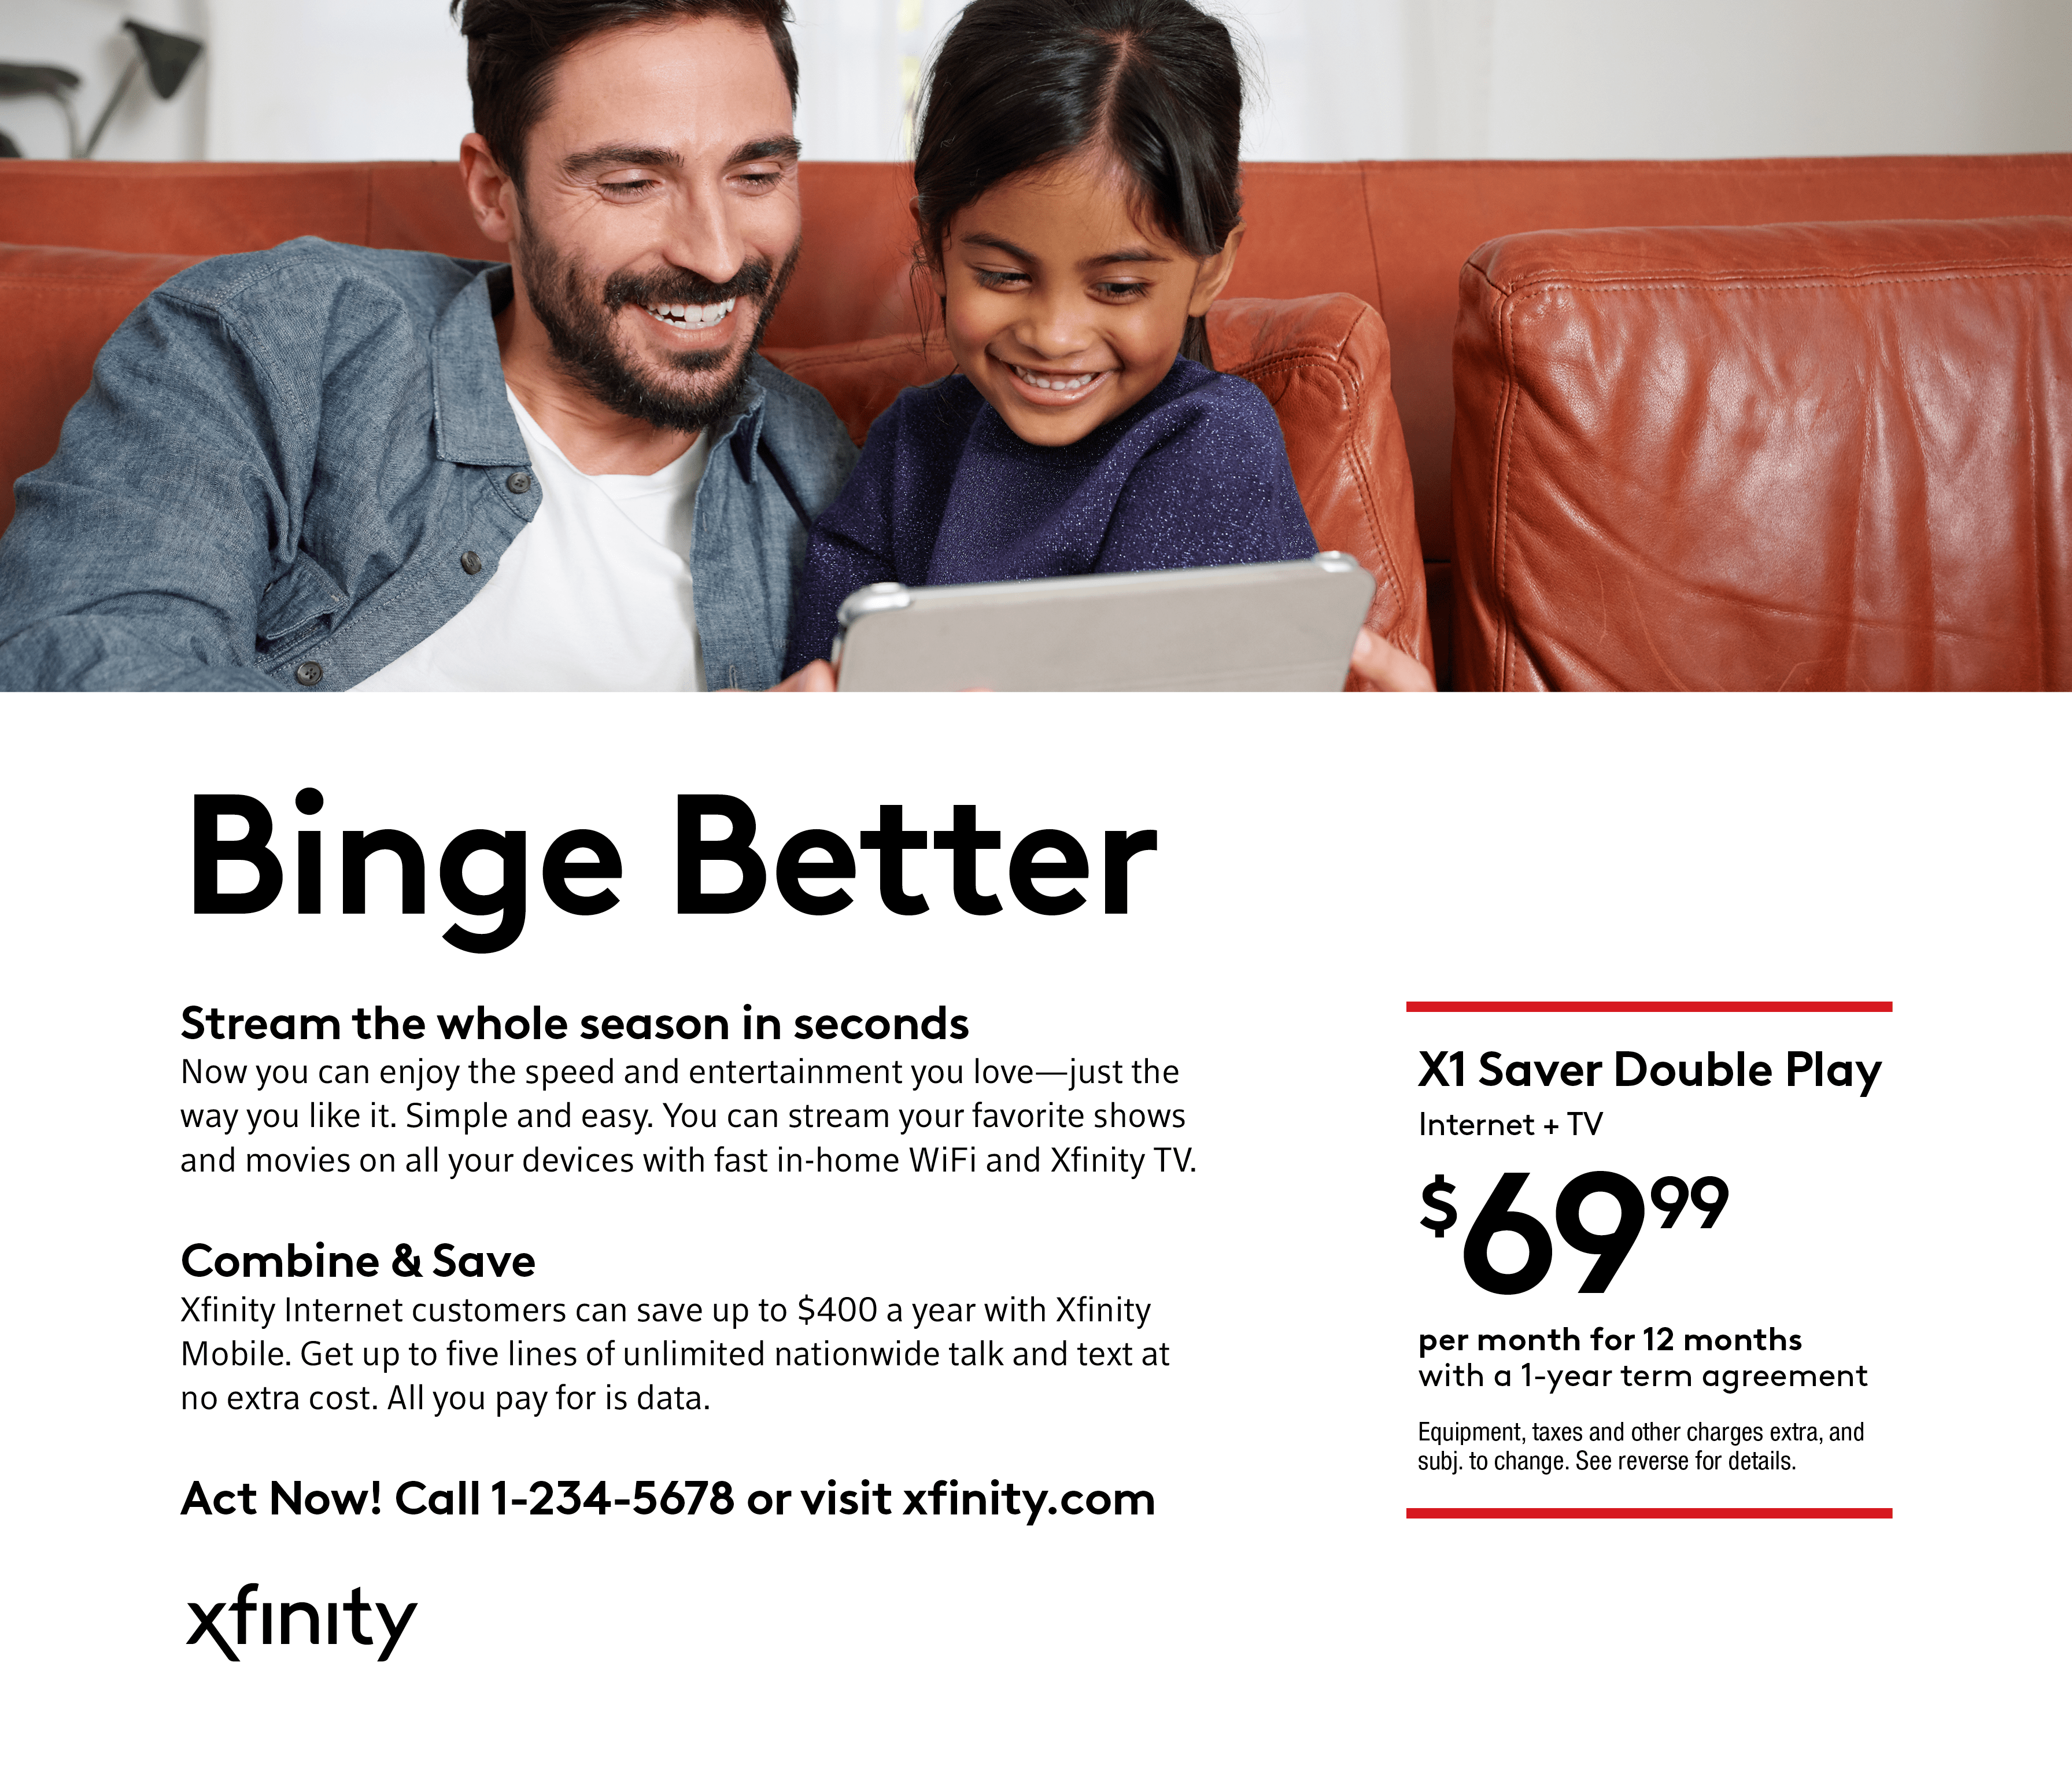 Binge Better
Stream the whole season in seconds
Now you can enjoy the speed and entertainment you love—just the
way you like it. Simple and easy. You can stream your favorite shows
and movies on all your devices with fast in-home WiFi and Xfinity TV.
Combine & Save
Xfinity Internet customers can save up to $400 a year with Xfinity
Mobile. Get up to five lines of unlimited nationwide talk and text at
no extra cost. All you pay for is data.
Act Now! Call 1-234-5678 or visit xfinity.com
xfinity
X1 Saver Double Play
Internet + TV
$6999
per month for 12 months
with a 1-year term agreement
Equipment, taxes and other charges extra, and
subj. to change. See reverse for details.